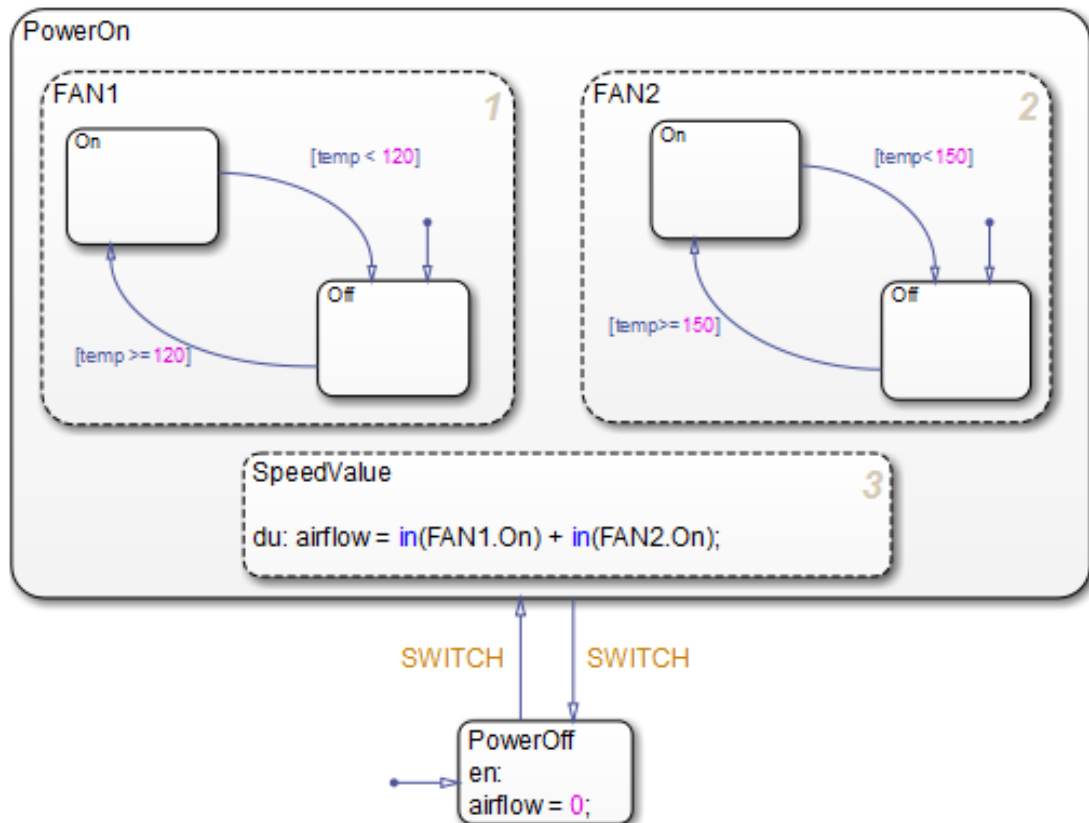 PowerOn
FAN1
1
On
[temp < 120]
Off
[temp >= 120]
FAN2
2
On
[temp<150]
Off
[temp>= 150]
SpeedValue
3
du: airflow = in(FAN1.On) + in(FAN2.On);
SWITCH
SWITCH
PowerOff
en:
airflow = 0;